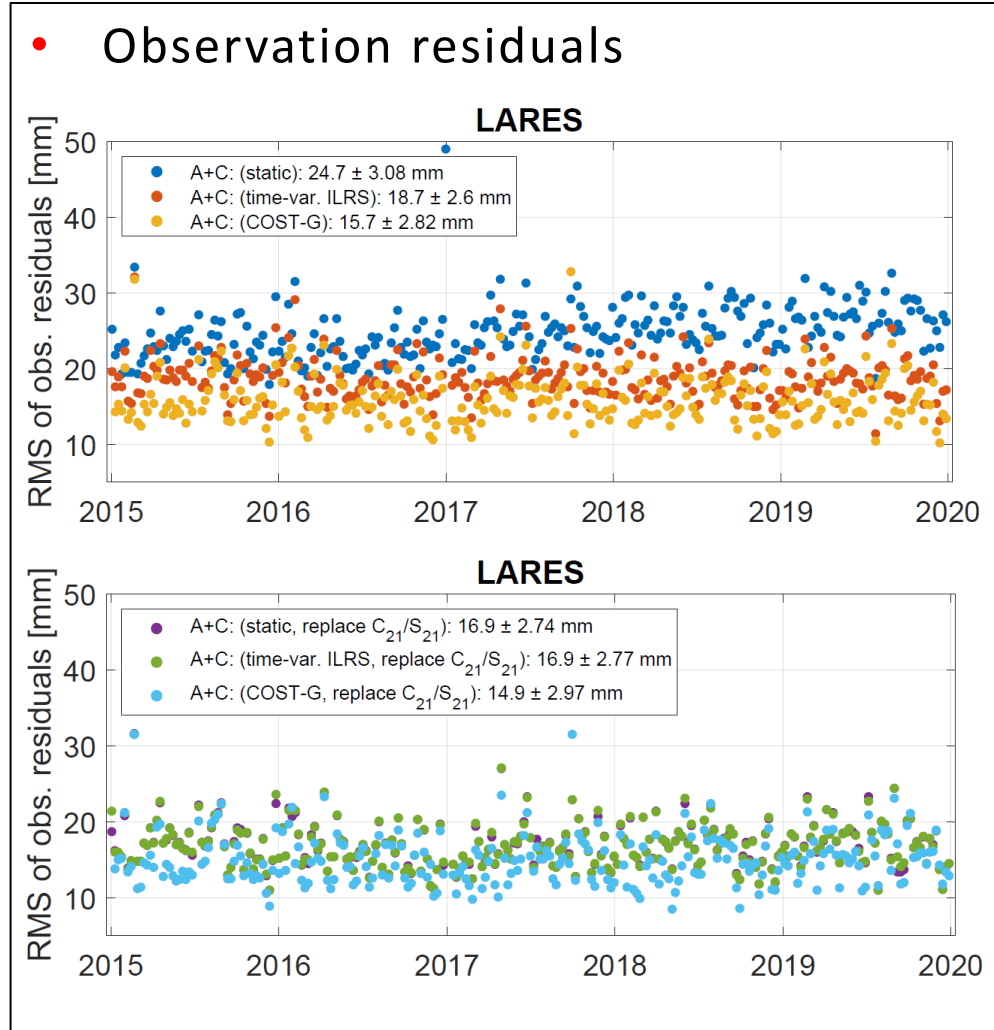 • Observation residuals
LARES
RMS of obs. residuals [mm]
50
40
30
20
10
A+C: (static): 24.7 ± 3.08 mm
A+C: (time-var. ILRS): 18.7 ± 2.6 mm
A+C: (COST-G): 15.7 ± 2.82 mm
2015 2016 2017 2018 2019 2020
LARES
RMS of obs. residuals [mm]
50
40
30
20
10
A+C: (static, replace C21/S21): 16.9 ± 2.74 mm
A+C: (time-var. ILRS, replace C21/S21): 16.9 ± 2.77 mm
A+C: (COST-G, replace C21/S21): 14.9 ± 2.97 mm
2015 2016 2017 2018 2019 2020